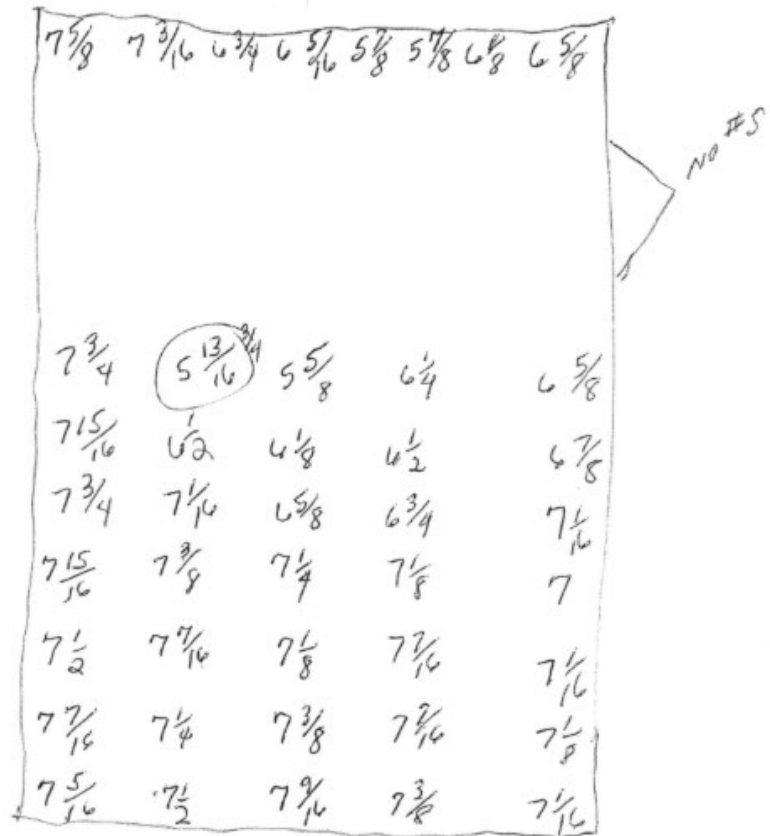 7 5/8 7 3/16 6 3/4 6 5/16 5 7/8 5 7/8 6 1/8 6 5/8
NO #S
7 3/4 5 13/16 3/4 5 5/8 6 1/4 6 5/8
7 15/16 6 1/2 6 1/8 6 1/2 6 7/8
7 3/4 7 1/16 6 5/8 6 3/4 7 1/16
7 15/16 7 3/8 7 1/4 7 1/8 7
7 1/2 7 7/16 7 1/8 7 7/16 7 1/16
7 7/16 7 1/4 7 3/8 7 7/16 7 1/8
7 5/16 7 1/2 7 9/16 7 3/8 7 1/16